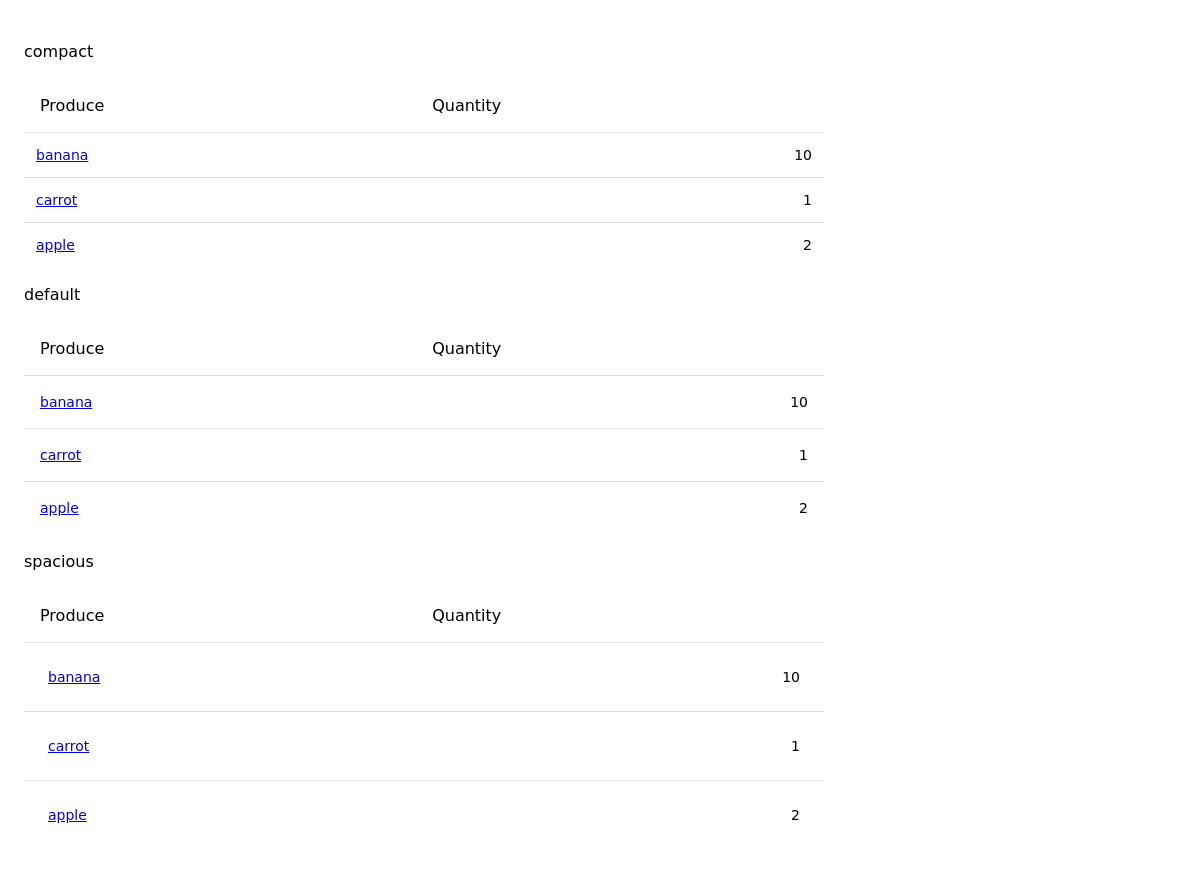 compact
Produce Quantity
banana 10
carrot 1
apple 2
default
Produce Quantity
banana 10
carrot 1
apple 2
spacious
Produce Quantity
banana 10
carrot 1
apple 2